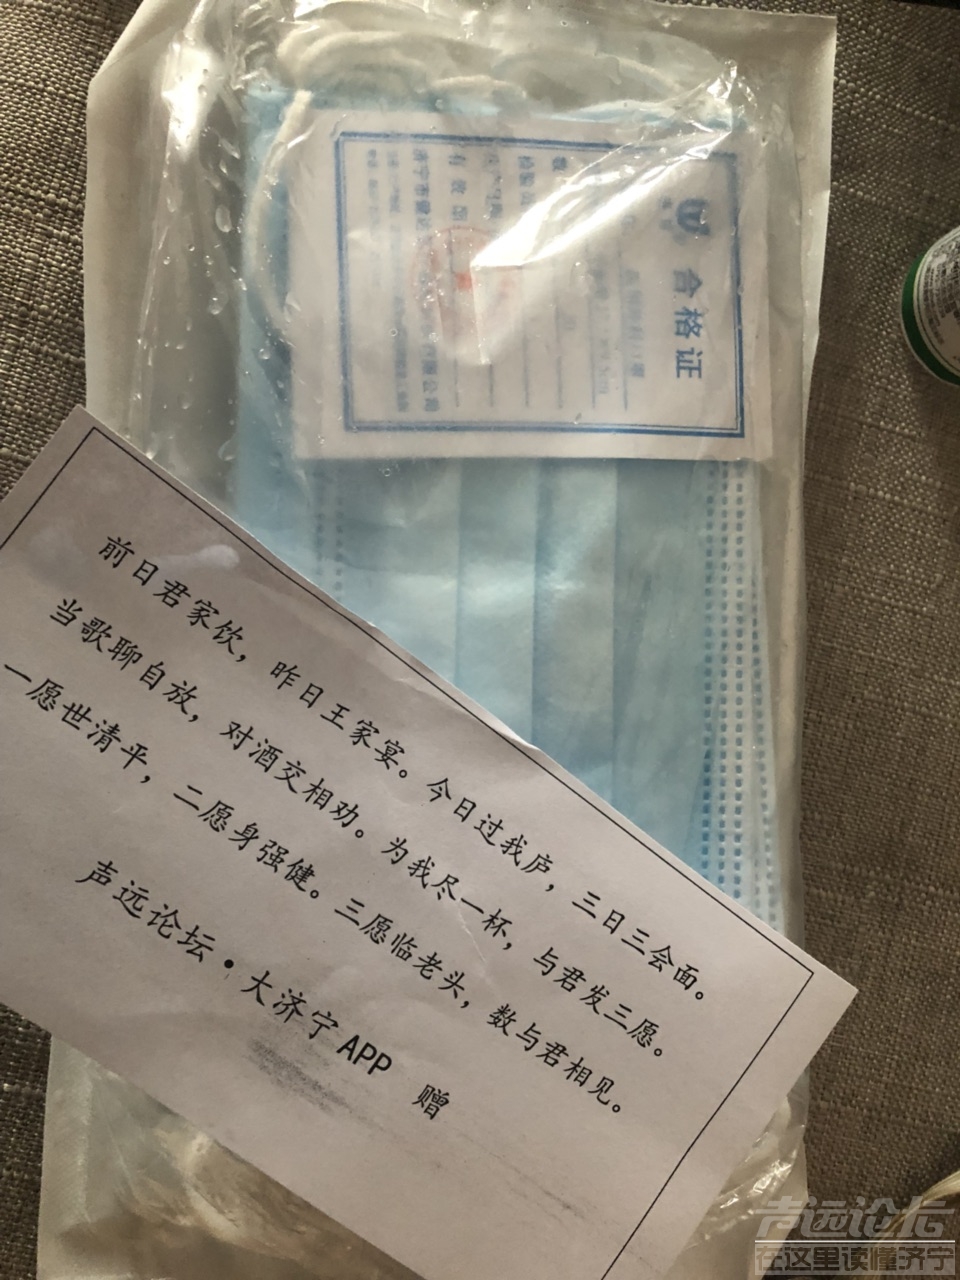 合格证
前日君家饮，昨日王家宴。今日过我庐，三日三会面。
当歌聊自放，对酒交相劝。为我尽一杯，与君发三愿。
一愿世清平，二愿身强健。三愿临老头，数与君相见。
声远论坛·大济宁APP 赠
声远论坛
在这里读懂济宁